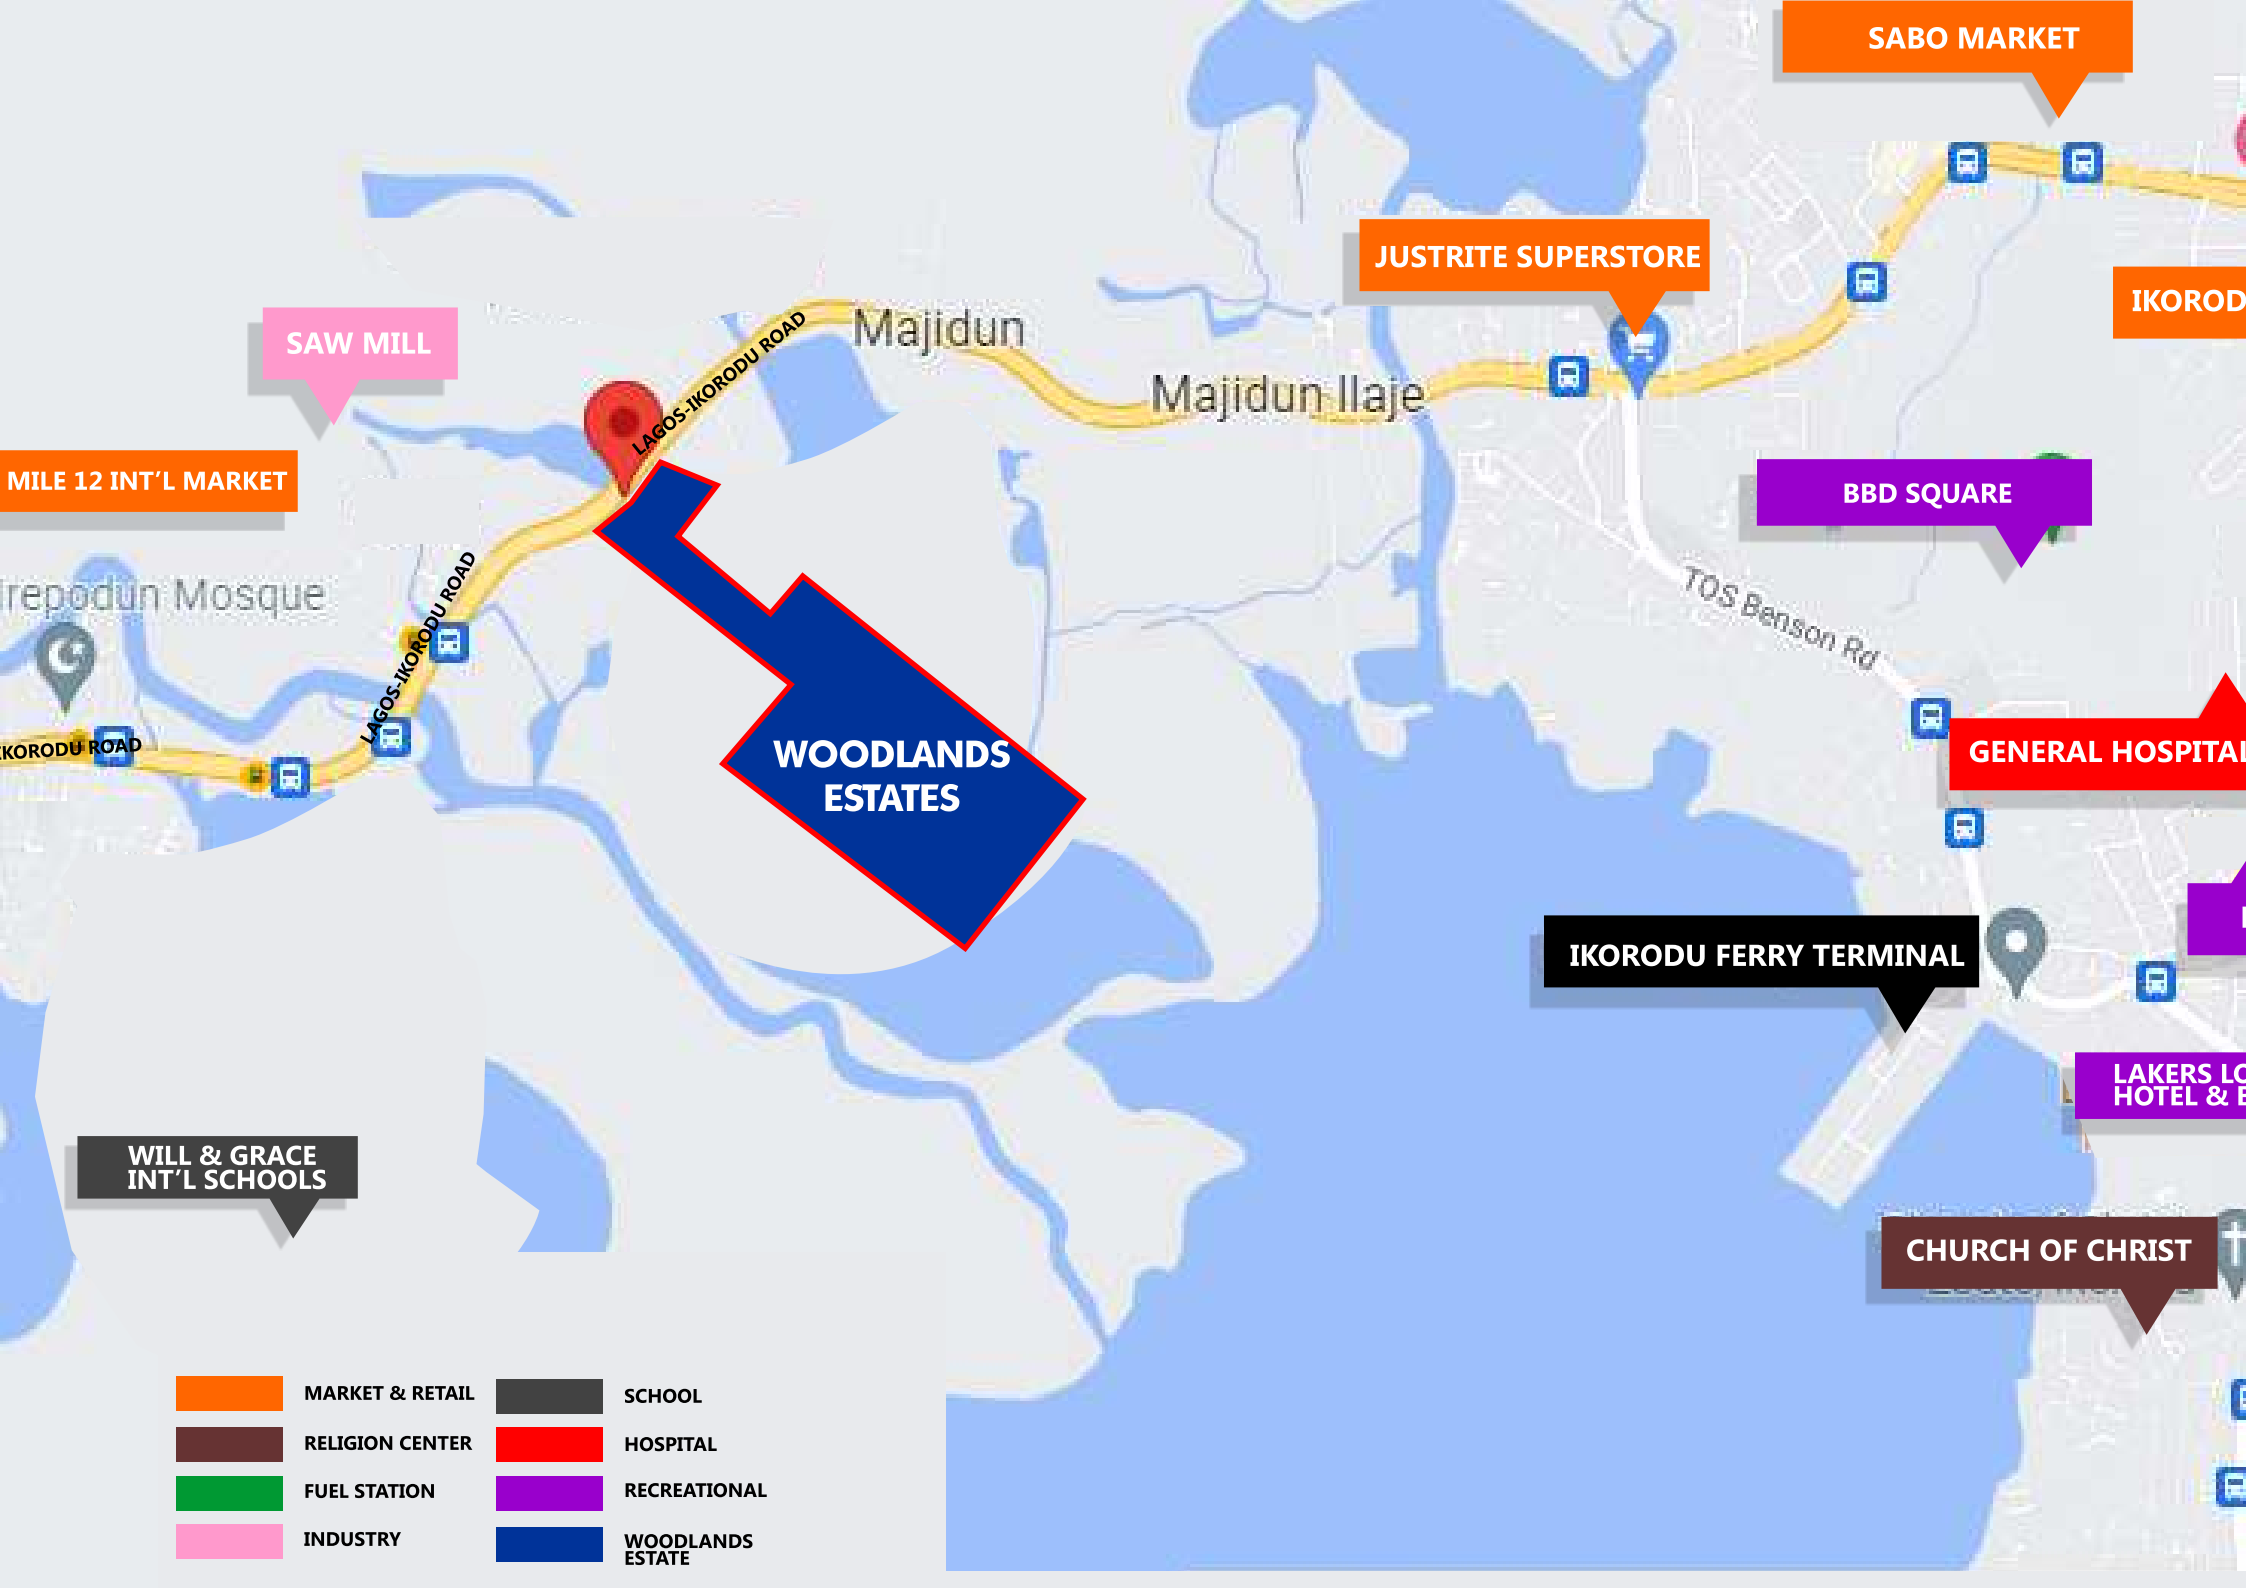 SABO MARKET
JUSTRITE SUPERSTORE
IKOROD
SAW MILL
Majidun
LAGOS-IKORODU ROAD
Majidun Ilaje
MILE 12 INT'L MARKET
BBD SQUARE
LAGOS-IKORODU ROAD
irepodun Mosque
TOS Benson Rd
IKORODU ROAD
WOODLANDS
ESTATES
GENERAL HOSPITAL
IKORODU FERRY TERMINAL
LAKERS LO
HOTEL & E
WILL & GRACE
INT'L SCHOOLS
CHURCH OF CHRIST
MARKET & RETAIL
SCHOOL
RELIGION CENTER
HOSPITAL
FUEL STATION
RECREATIONAL
INDUSTRY
WOODLANDS
ESTATE